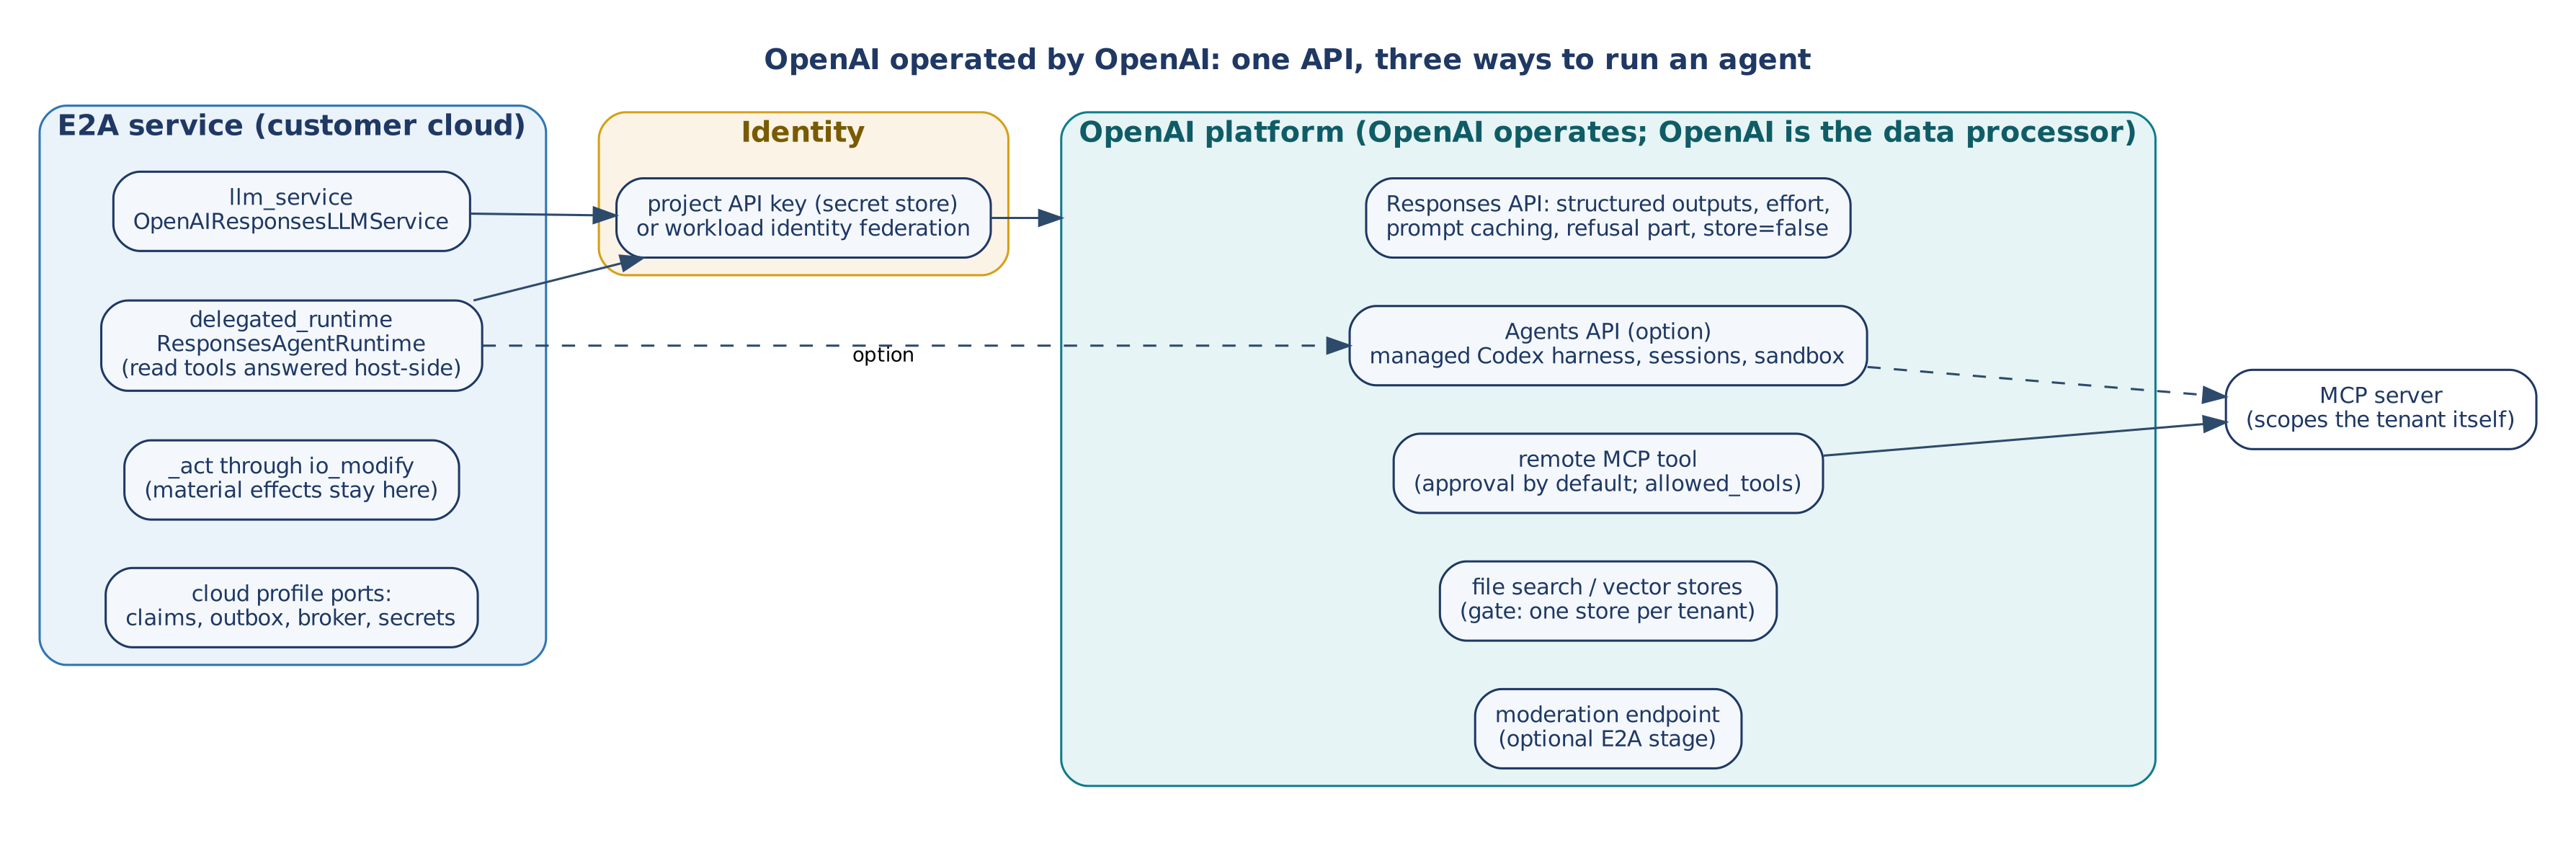 OpenAI operated by OpenAI: one API, three ways to run an agent
E2A service (customer cloud)
llm_service
OpenAIResponsesLLMService
delegated_runtime
ResponsesAgentRuntime
(read tools answered host-side)
_act through io_modify
(material effects stay here)
cloud profile ports:
claims, outbox, broker, secrets
Identity
project API key (secret store)
or workload identity federation
option
OpenAI platform (OpenAI operates; OpenAI is the data processor)
Responses API: structured outputs, effort,
prompt caching, refusal part, store=false
Agents API (option)
managed Codex harness, sessions, sandbox
remote MCP tool
(approval by default; allowed_tools)
file search / vector stores
(gate: one store per tenant)
moderation endpoint
(optional E2A stage)
MCP server
(scopes the tenant itself)